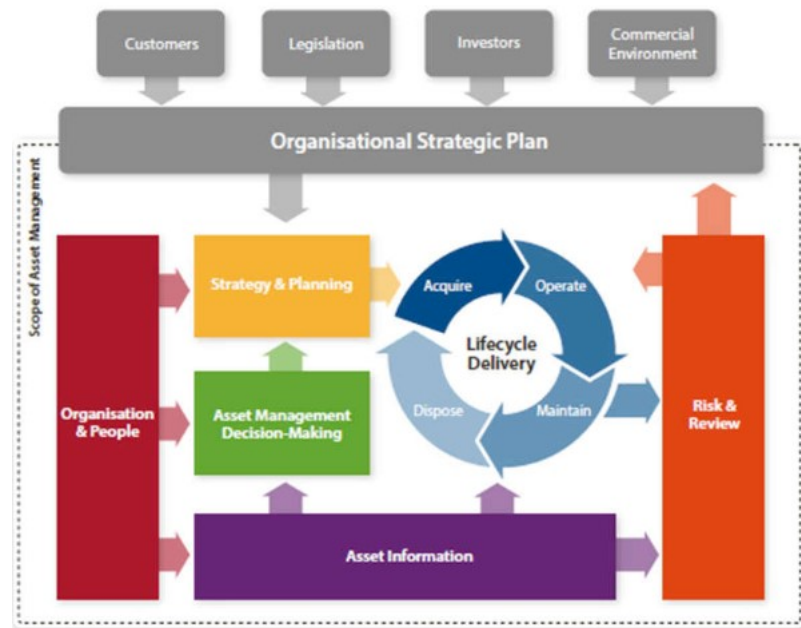 Customers
Legislation
Investors
Commercial
Environment
Organisational Strategic Plan
Scope of Asset Management
Organisation
& People
Strategy & Planning
Asset Management
Decision-Making
Acquire
Operate
Lifecycle
Delivery
Dispose
Maintain
Risk &
Review
Asset Information